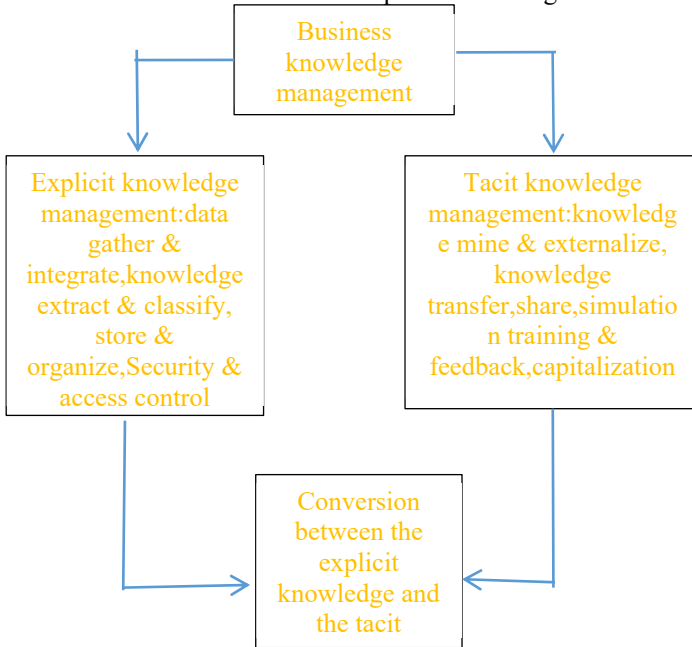 Business
knowledge
management
Explicit knowledge
management:data
gather &
integrate,knowledge
extract & classify,
store &
organize,Security &
access control
Tacit knowledge
management:knowledg
e mine & externalize,
knowledge
transfer,share,simulatio
n training &
feedback,capitalization
Conversion
between the
explicit
knowledge and
the tacit